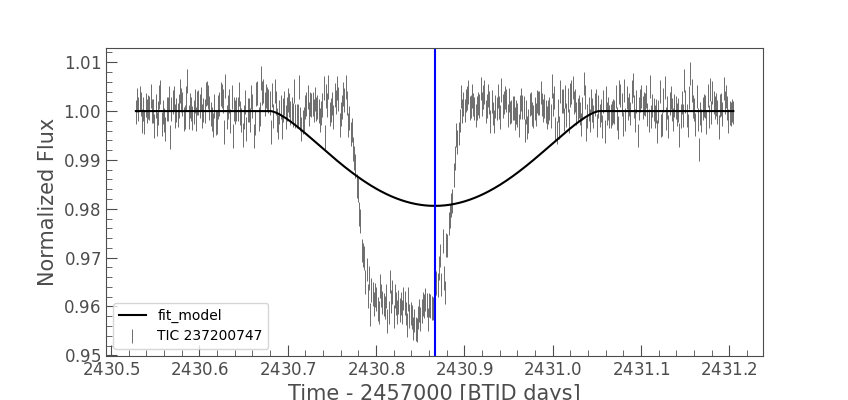 1.01
1.00
0.99
0.98
0.97
0.96
0.95
Normalized Flux
fit_model
TIC 237200747
2430.5 2430.6 2430.7 2430.8 2430.9 2431.0 2431.1 2431.2
Time - 2457000 [BTJD days]